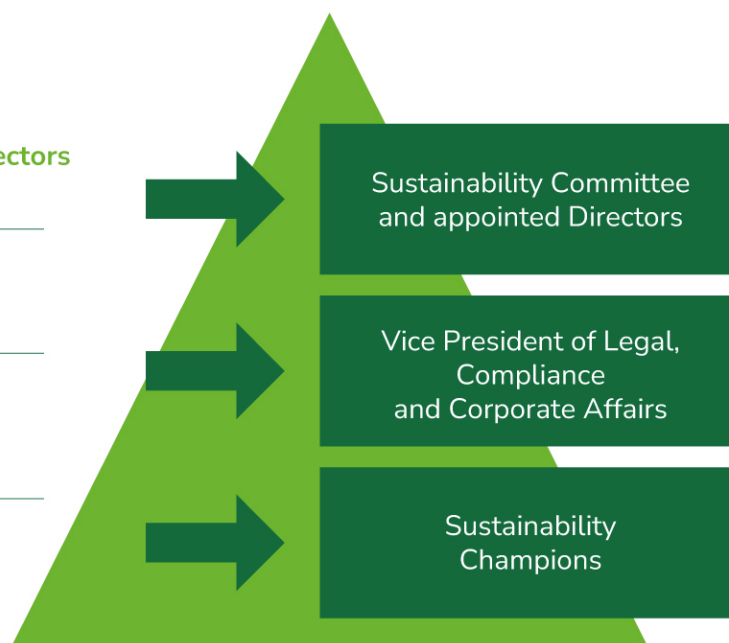 ectors
Sustainability Committee
and appointed Directors
Vice President of Legal,
Compliance
and Corporate Affairs
Sustainability
Champions